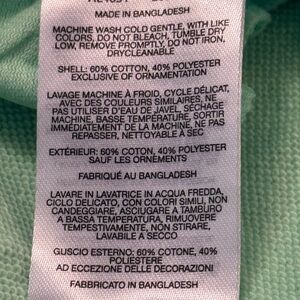 MADE IN BANGLADESH
MACHINE WASH COLD GENTLE, WITH LIKE
COLORS, DO NOT BLEACH, TUMBLE DRY
LOW, REMOVE PROMPTLY, DO NOT IRON,
DRYCLEANABLE
SHELL: 60% COTTON, 40% POLYESTER
EXCLUSIVE OF ORNAMENTATION
LAVAGE MACHINE À FROID, CYCLE DÉLICAT,
AVEC DES COULEURS SIMILAIRES, NE
PAS UTILISER D'EAU DE JAVEL, SÉCHAGE
MACHINE, BASSE TEMPÉRATURE, SORTIR
IMMÉDIATEMENT DE LA MACHINE, NE PAS
REPASSER, NETTOYABLE À SEC
EXTÉRIEUR: 60% COTON, 40% POLYESTER
SAUF LES ORNEMENTS
FABRIQUÉ AU BANGLADESH
LAVARE IN LAVATRICE IN ACQUA FREDDA,
CICLO DELICATO, CON COLORI SIMILI, NON
CANDEGGIARE, ASCIUGARE A TAMBURO
A BASSA TEMPERATURA, RIMUOVERE
TEMPESTIVAMENTE, NON STIRARE,
LAVABILE A SECCO
GUSCIO ESTERNO: 60% COTONE, 40%
POLIESTERE
AD ECCEZIONE DELLE DECORAZIONI
FABBRICATO IN BANGLADESH